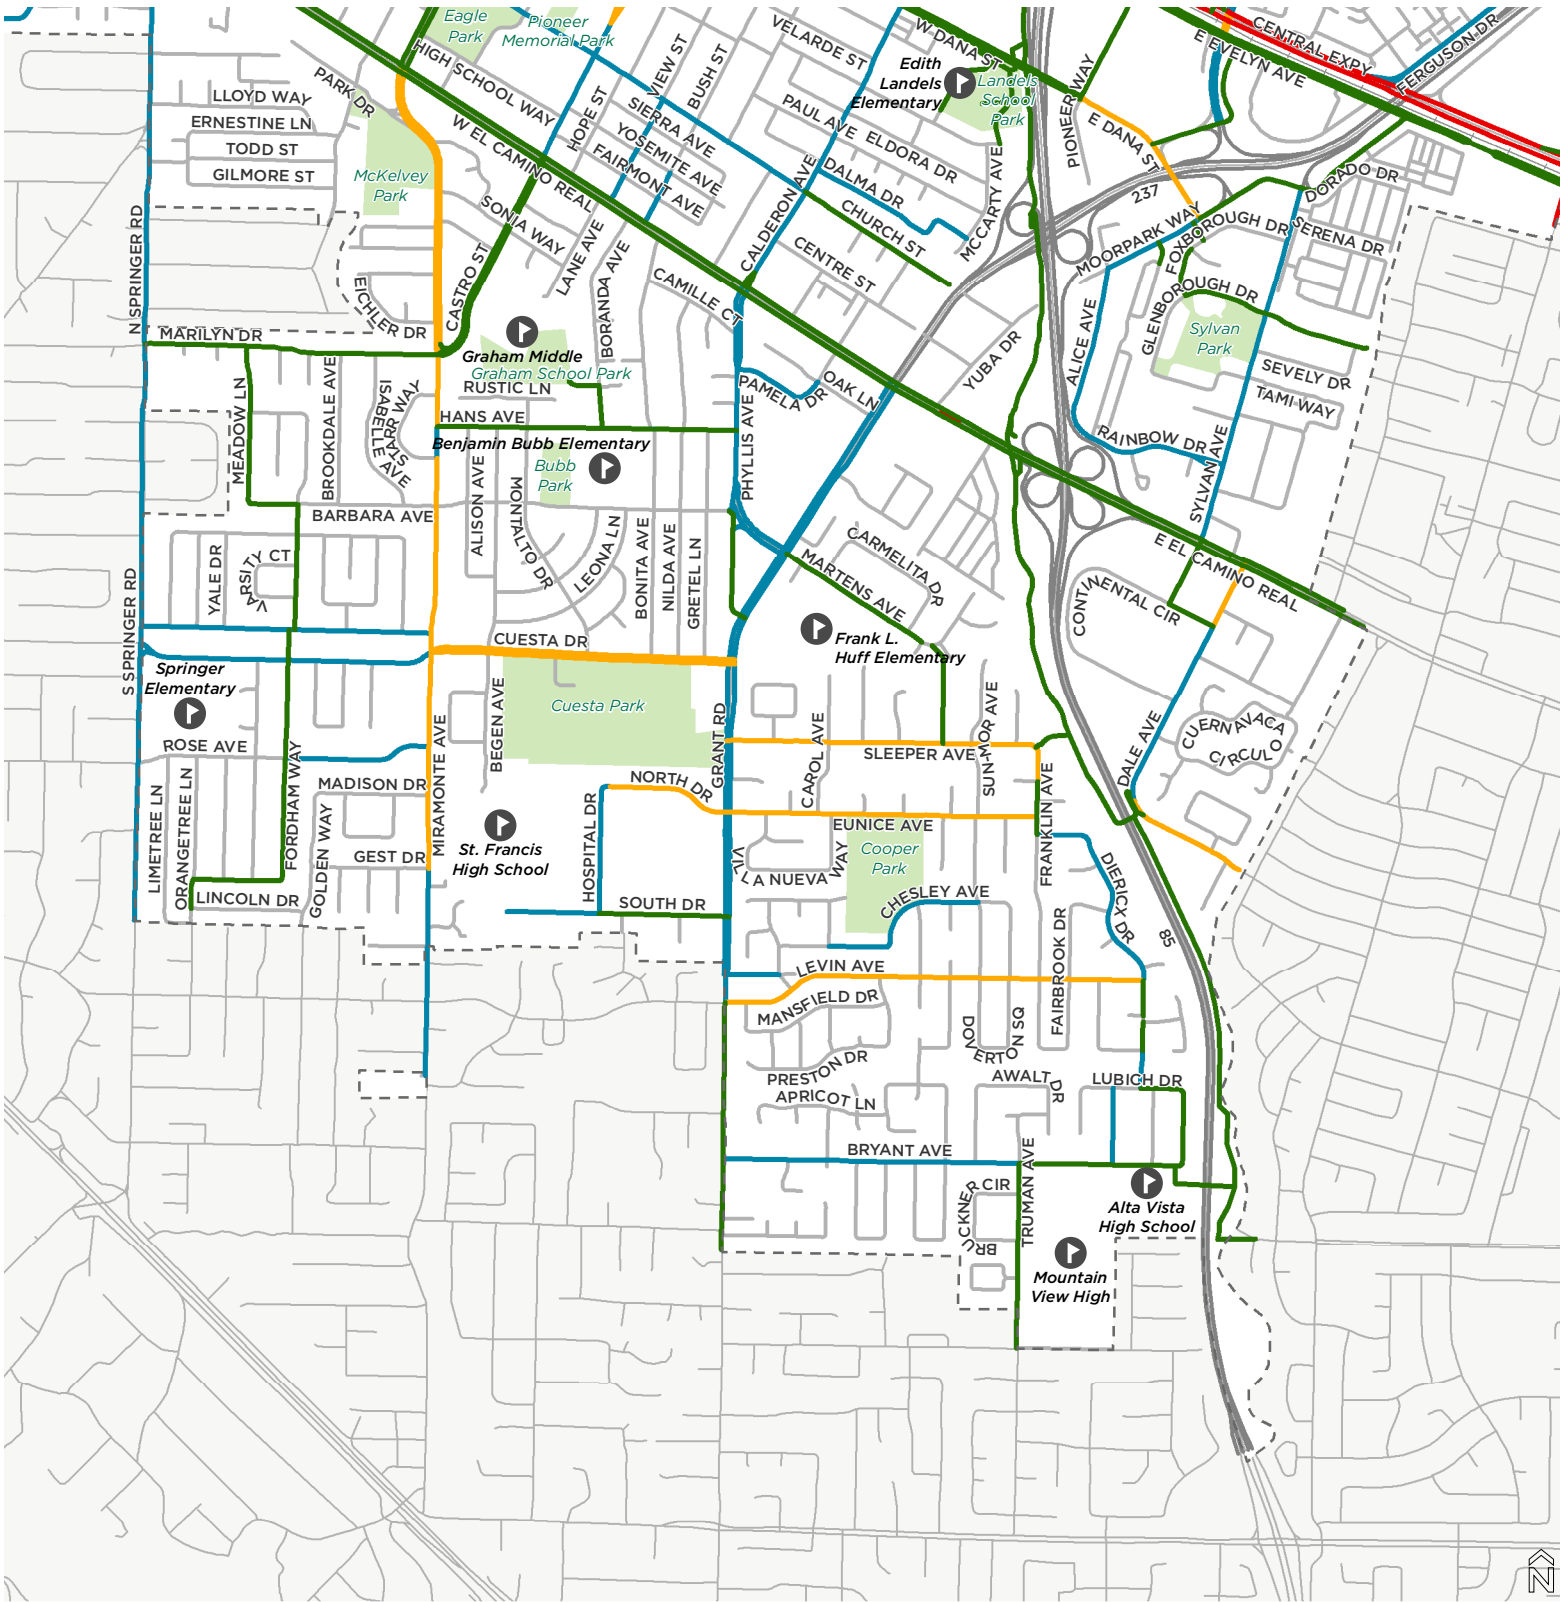 Eagle
Park
Pioneer
Memorial Park
HIGH SCHOOL WAY
VIEW ST
BUSH ST
VELARDE ST
W DANA ST
Edith
Landels
Elementary
Landels
School
Park
PIONEER WAY
CENTRAL EXPY
E EVELYN AVE
FERGUSON DR
PARK DR
LLOYD WAY
ERNESTINE LN
TODD ST
GILMORE ST
McKelvey
Park
W EL CAMINO REAL
HOPE ST
SIERRA AVE
YOSEMITE AVE
FAIRMONT AVE
PAUL AVE
ELDORA DR
DALMA DR
CHURCH ST
CENTRE ST
CALDERON AVE
MCCARTY AVE
E DANA ST
237
MOORPARK WAY
FOXBOROUGH DR
DORADO DR
SERENA DR
N SPRINGER RD
SONIA WAY
LANE AVE
BORANDA AVE
CAMILLE CT
CASTRO ST
EICHLER DR
MARILYN DR
Graham Middle
Graham School Park
RUSTIC LN
HANS AVE
Benjamin Bubb Elementary
Bubb
Park
PAMELA DR
OAK LN
YUBA DR
ALICE AVE
GLENBOROUGH DR
Sylvan
Park
SEVELY DR
TAMI WAY
RAINBOW DR
SYLVAN AVE
MEADOW LN
BROOKDALE AVE
ISABELLE AVE
STARR WAY
BARBARA AVE
ALISON AVE
MONTALTO DR
LEONA LN
BONITA AVE
NILDA AVE
GRETEL LN
PHYLLIS AVE
CARMELITA DR
MARTENS AVE
E EL CAMINO REAL
CONTINENTAL CIR
YALE DR
VARSITY CT
S SPRINGER RD
CUESTA DR
Frank L.
Huff Elementary
Springer
Elementary
Cuesta Park
BEGEN AVE
GRANT RD
CAROL AVE
SLEEPER AVE
SUN-MOR AVE
DALE AVE
CUERNAVACA
CIRCULO
ROSE AVE
FORDHAM WAY
MIRAMONTE AVE
MADISON DR
NORTH DR
HOSPITAL DR
LIMETREE LN
ORANGETREE LN
GOLDEN WAY
GEST DR
St. Francis
High School
EUNICE AVE
Cooper
Park
FRANKLIN AVE
VILLA NUEVA
WAY
LINCOLN DR
SOUTH DR
CHESLEY AVE
DIERICX DR
85
FAIRBROOK DR
LEVIN AVE
MANSFIELD DR
DOVERTON SQ
PRESTON DR
AWALT DR
LUBICH DR
APRICOT LN
BRYANT AVE
TRUMAN AVE
BRUCKNER CIR
Alta Vista
High School
Mountain
View High
N